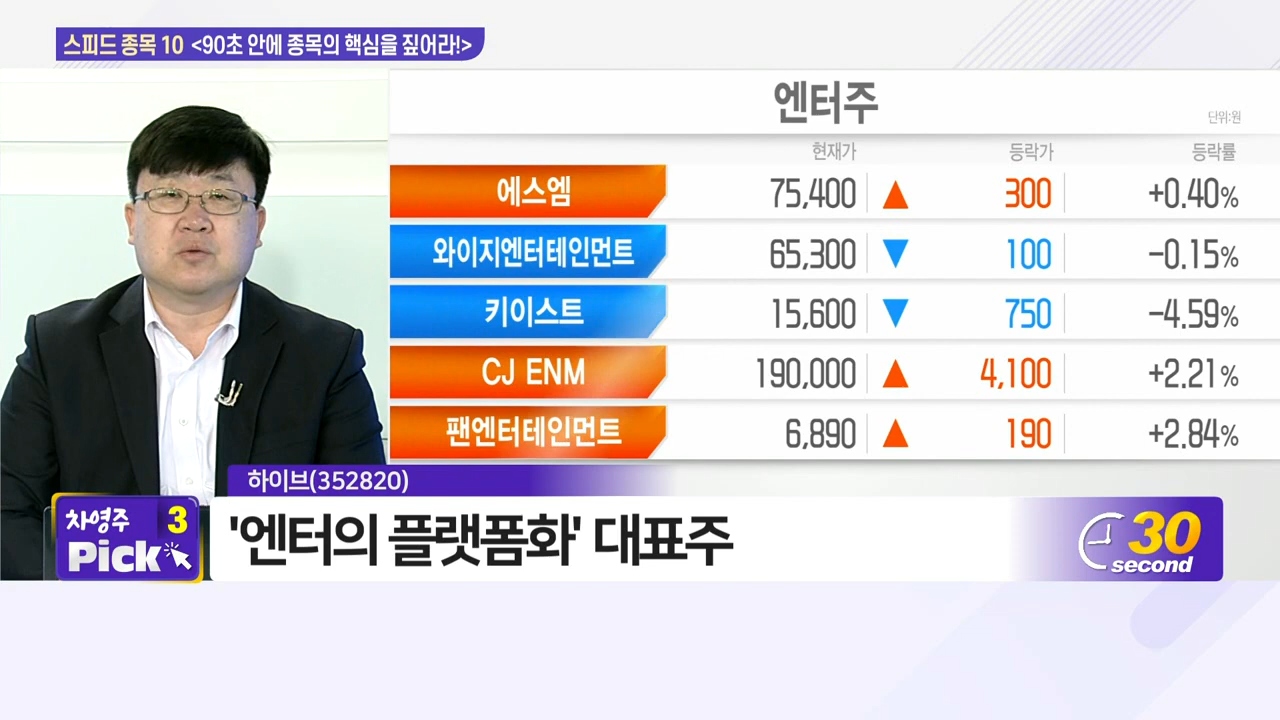 스피드 종목 10 <90초 안에 종목의 핵심을 짚어라!>
엔터주
단위:원
현재가 등락가 등락률
에스엠 75,400 ▲ 300 +0.40%
와이지엔터테인먼트 65,300 ▼ 100 -0.15%
키이스트 15,600 ▼ 750 -4.59%
CJ ENM 190,000 ▲ 4,100 +2.21%
팬엔터테인먼트 6,890 ▲ 190 +2.84%
하이브(352820)
차영주 3
Pick
'엔터의 플랫폼화' 대표주
30
second